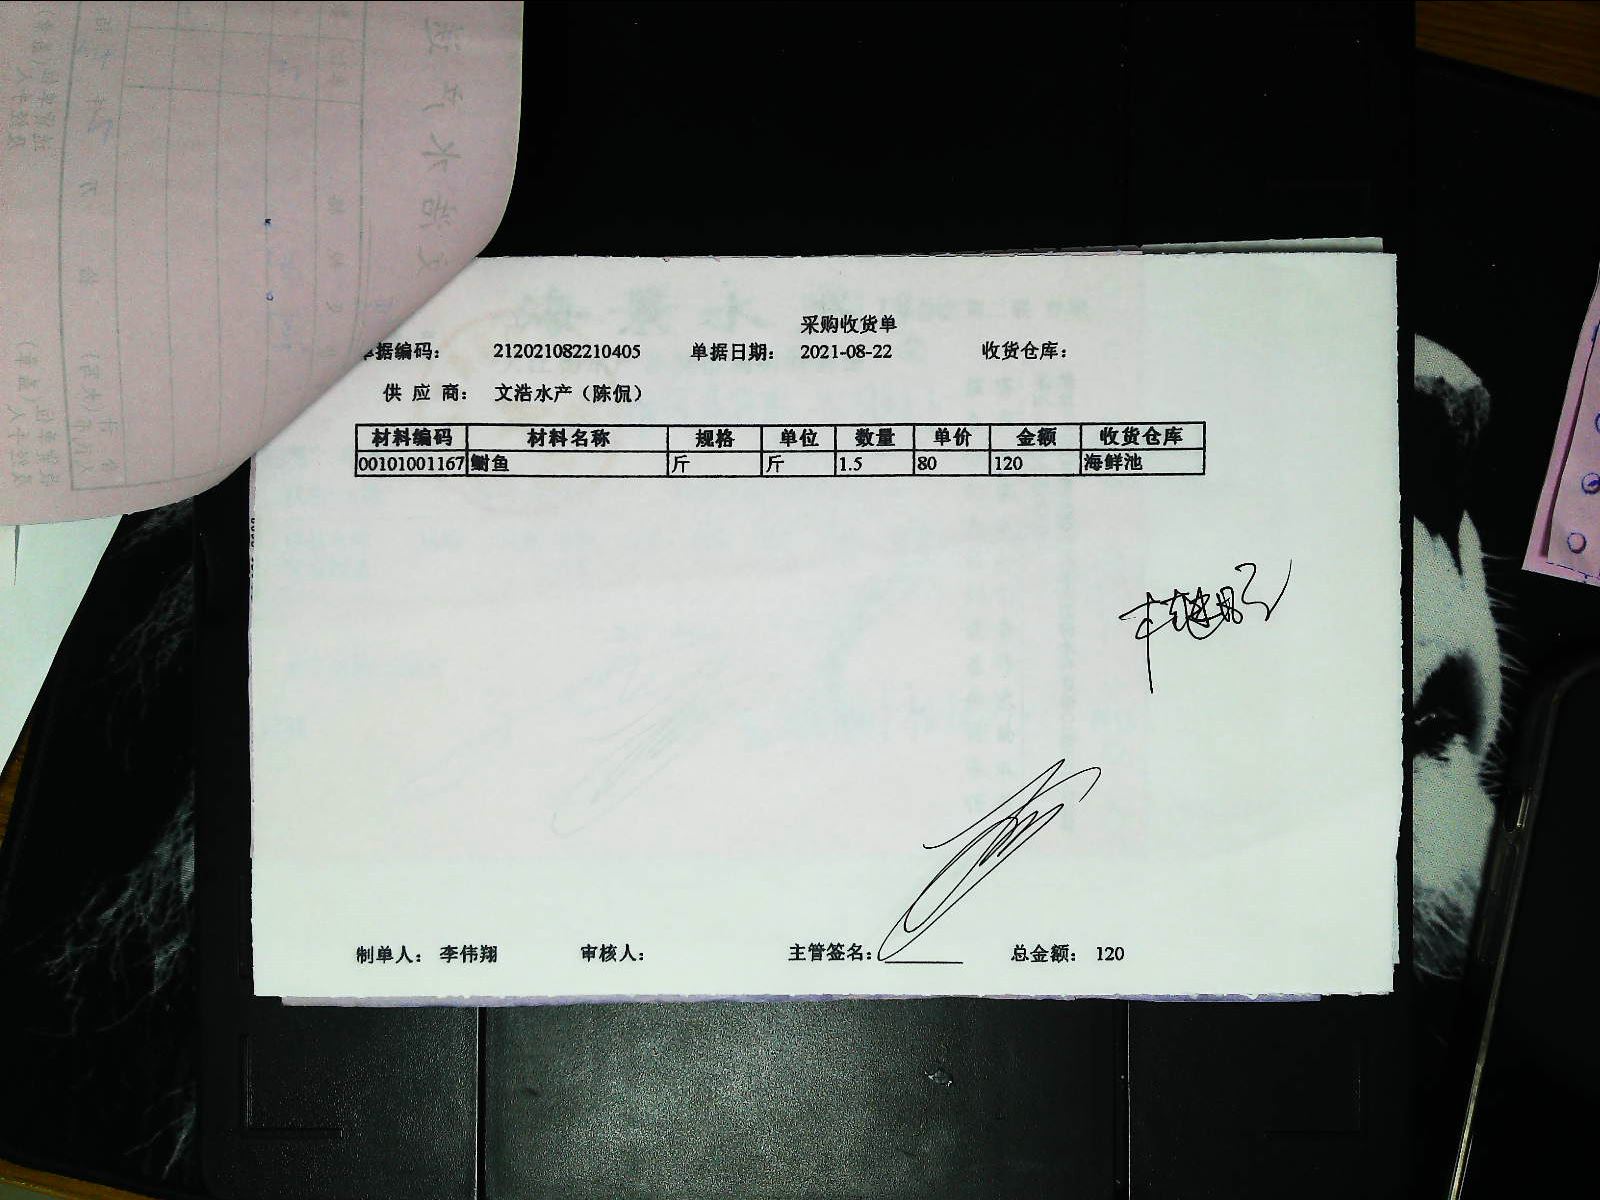 采购收货单
单据编码： 212021082210405 单据日期： 2021-08-22 收货仓库：
供 应 商： 文浩水产（陈侃）
材料编码 材料名称 规格 单位 数量 单价 金额 收货仓库
00101001167 鲥鱼 斤 斤 1.5 80 120 海鲜池
制单人： 李伟翔 审核人： 主管签名： 总金额： 120